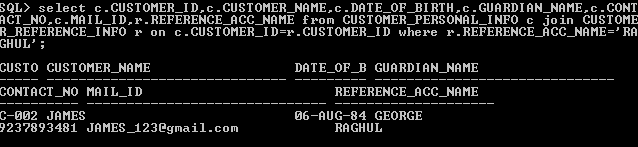 SQL> select c.CUSTOMER_ID,c.CUSTOMER_NAME,c.DATE_OF_BIRTH,c.GUARDIAN_NAME,c.CONT
ACT_NO,c.MAIL_ID,r.REFERENCE_ACC_NAME from CUSTOMER_PERSONAL_INFO c join CUSTOME
R_REFERENCE_INFO r on c.CUSTOMER_ID=r.CUSTOMER_ID where r.REFERENCE_ACC_NAME='RA
GHUL';
CUSTO CUSTOMER_NAME DATE_OF_B GUARDIAN_NAME
CONTACT_NO MAIL_ID REFERENCE_ACC_NAME
C-002 JAMES 06-AUG-84 GEORGE
9237893481 JAMES_123@gmail.com RAGHUL